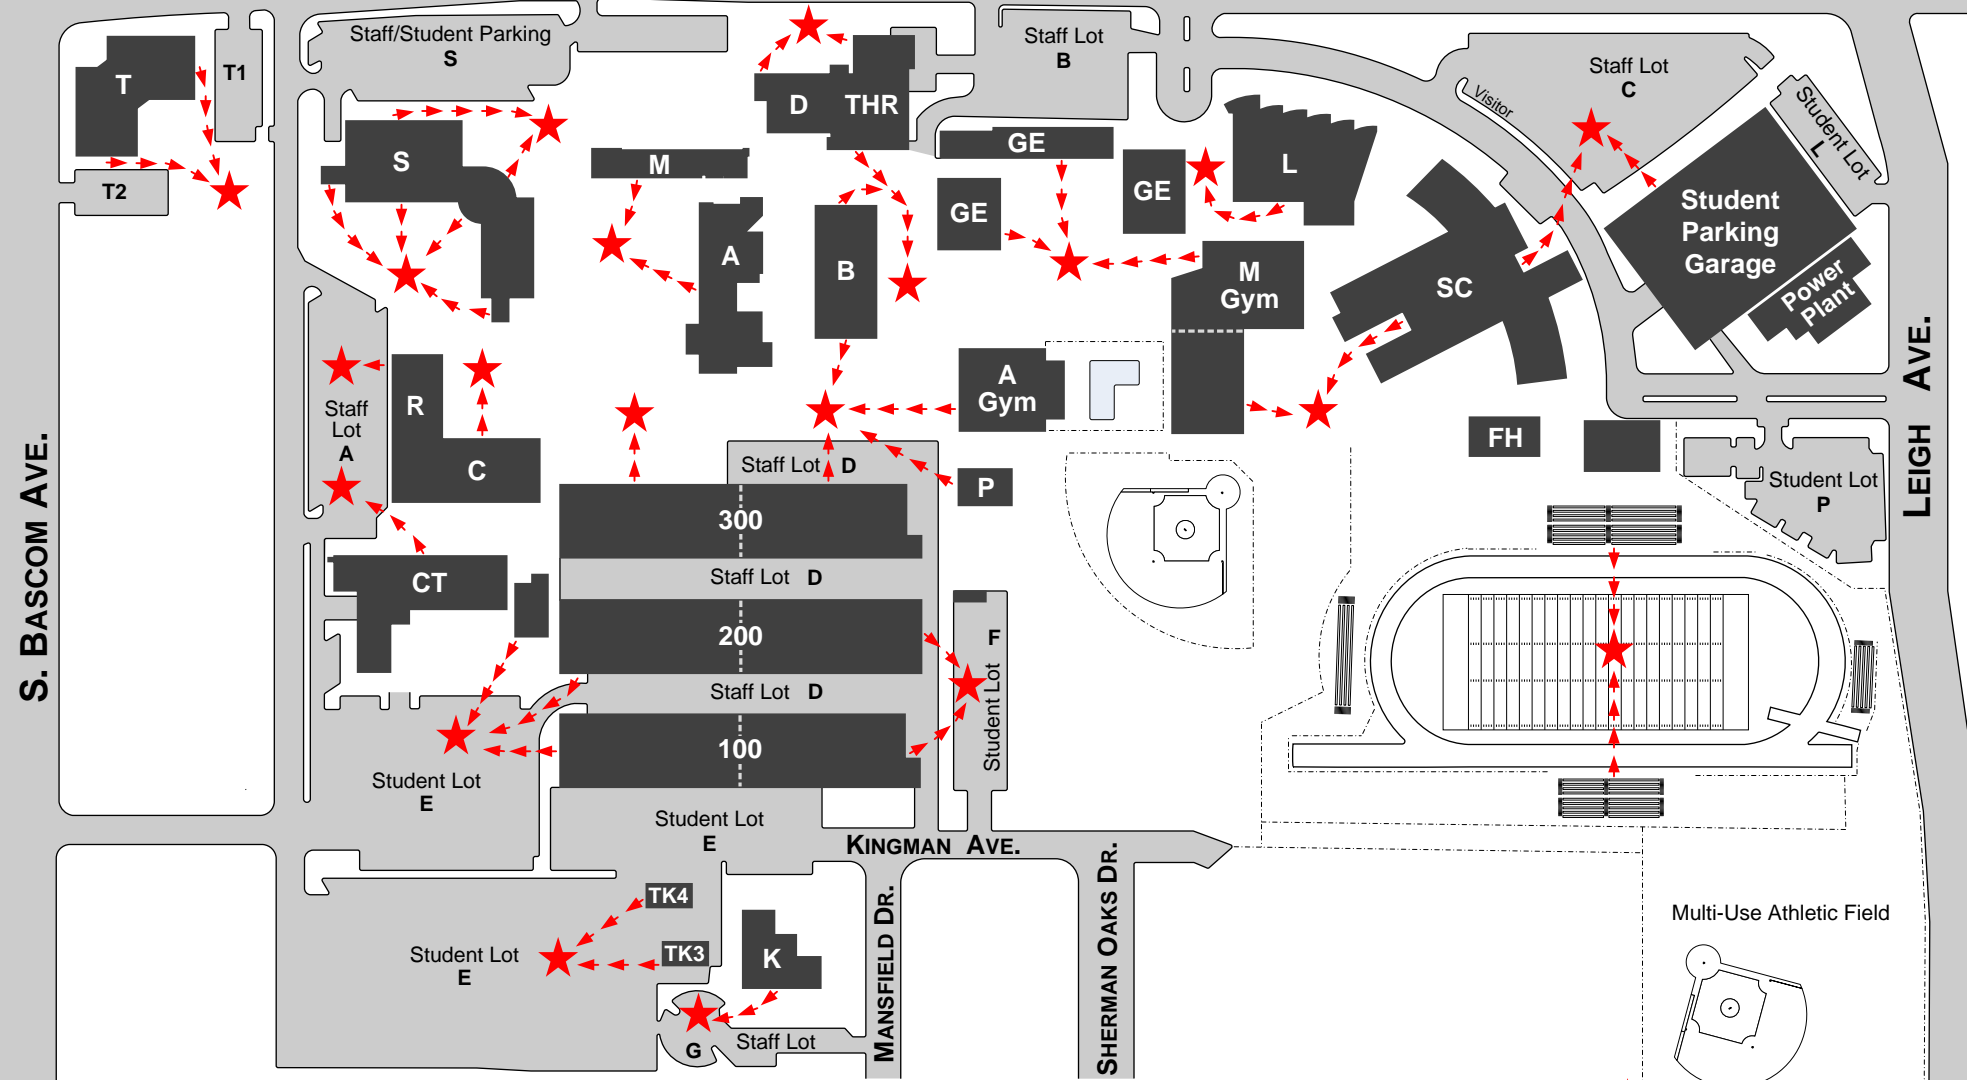 Staff/Student Parking
S
Staff Lot
B
Staff Lot
C
Visitor
Student Lot
L
T
T1
T2
S
M
D
THR
GE
GE
GE
L
A
B
M
Gym
SC
Student
Parking
Garage
Power
Plant
Staff
Lot
A
R
C
A
Gym
P
FH
Student Lot
P
S. BASCOM AVE.
LEIGH AVE.
Staff Lot D
300
Staff Lot D
200
Staff Lot D
100
CT
F
Student Lot
Student Lot
E
Student Lot
E
KINGMAN AVE.
MANSFIELD DR.
SHERMAN OAKS DR.
TK4
TK3
Student Lot
E
K
G
Staff Lot
Multi-Use Athletic Field